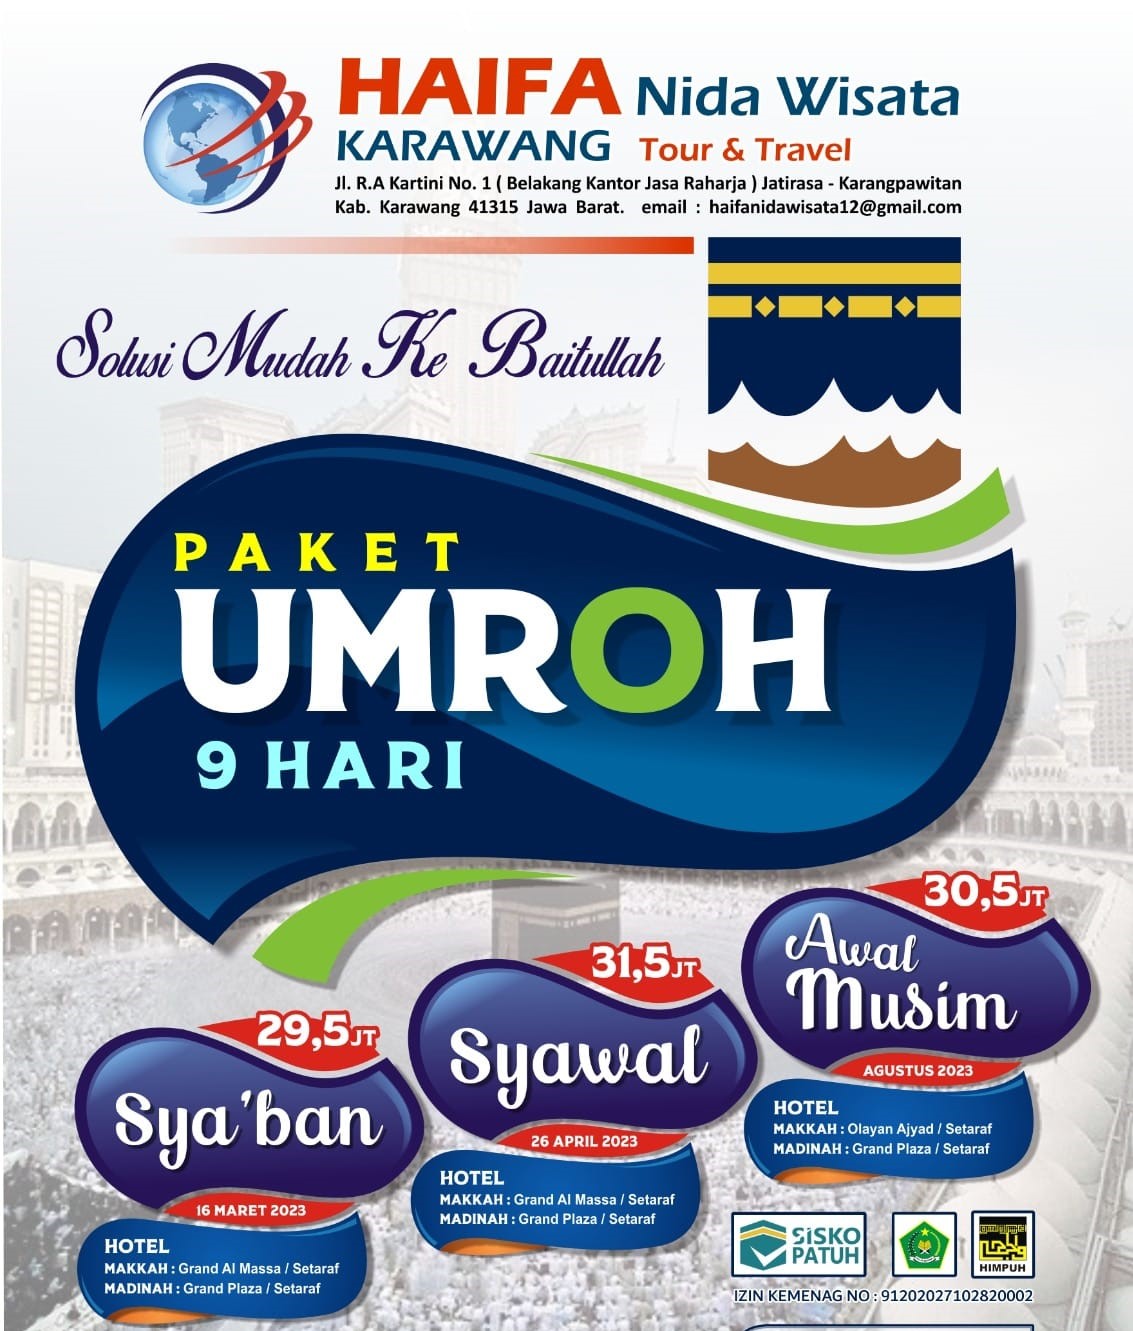 HAIFA Nida Wisata
KARAWANG Tour & Travel
Jl. R.A Kartini No. 1 ( Belakang Kantor Jasa Raharja ) Jatirasa - Karangpawitan
Kab. Karawang 41315 Jawa Barat. email : haifanidawisata12@gmail.com
Solusi Mudah Ke Baitullah
PAKET
UMROH
9 HARI
29,5JT
Sya'ban
16 MARET 2023
HOTEL
MAKKAH : Grand Al Massa / Setaraf
MADINAH : Grand Plaza / Setaraf
31,5JT
Syawal
26 APRIL 2023
HOTEL
MAKKAH : Grand Al Massa / Setaraf
MADINAH : Grand Plaza / Setaraf
30,5JT
Awal
Musim
AGUSTUS 2023
HOTEL
MAKKAH : Olayan Ajyad / Setaraf
MADINAH : Grand Plaza / Setaraf
SISKO
PATUH
HIMPUH
IZIN KEMENAG NO : 91202027102820002